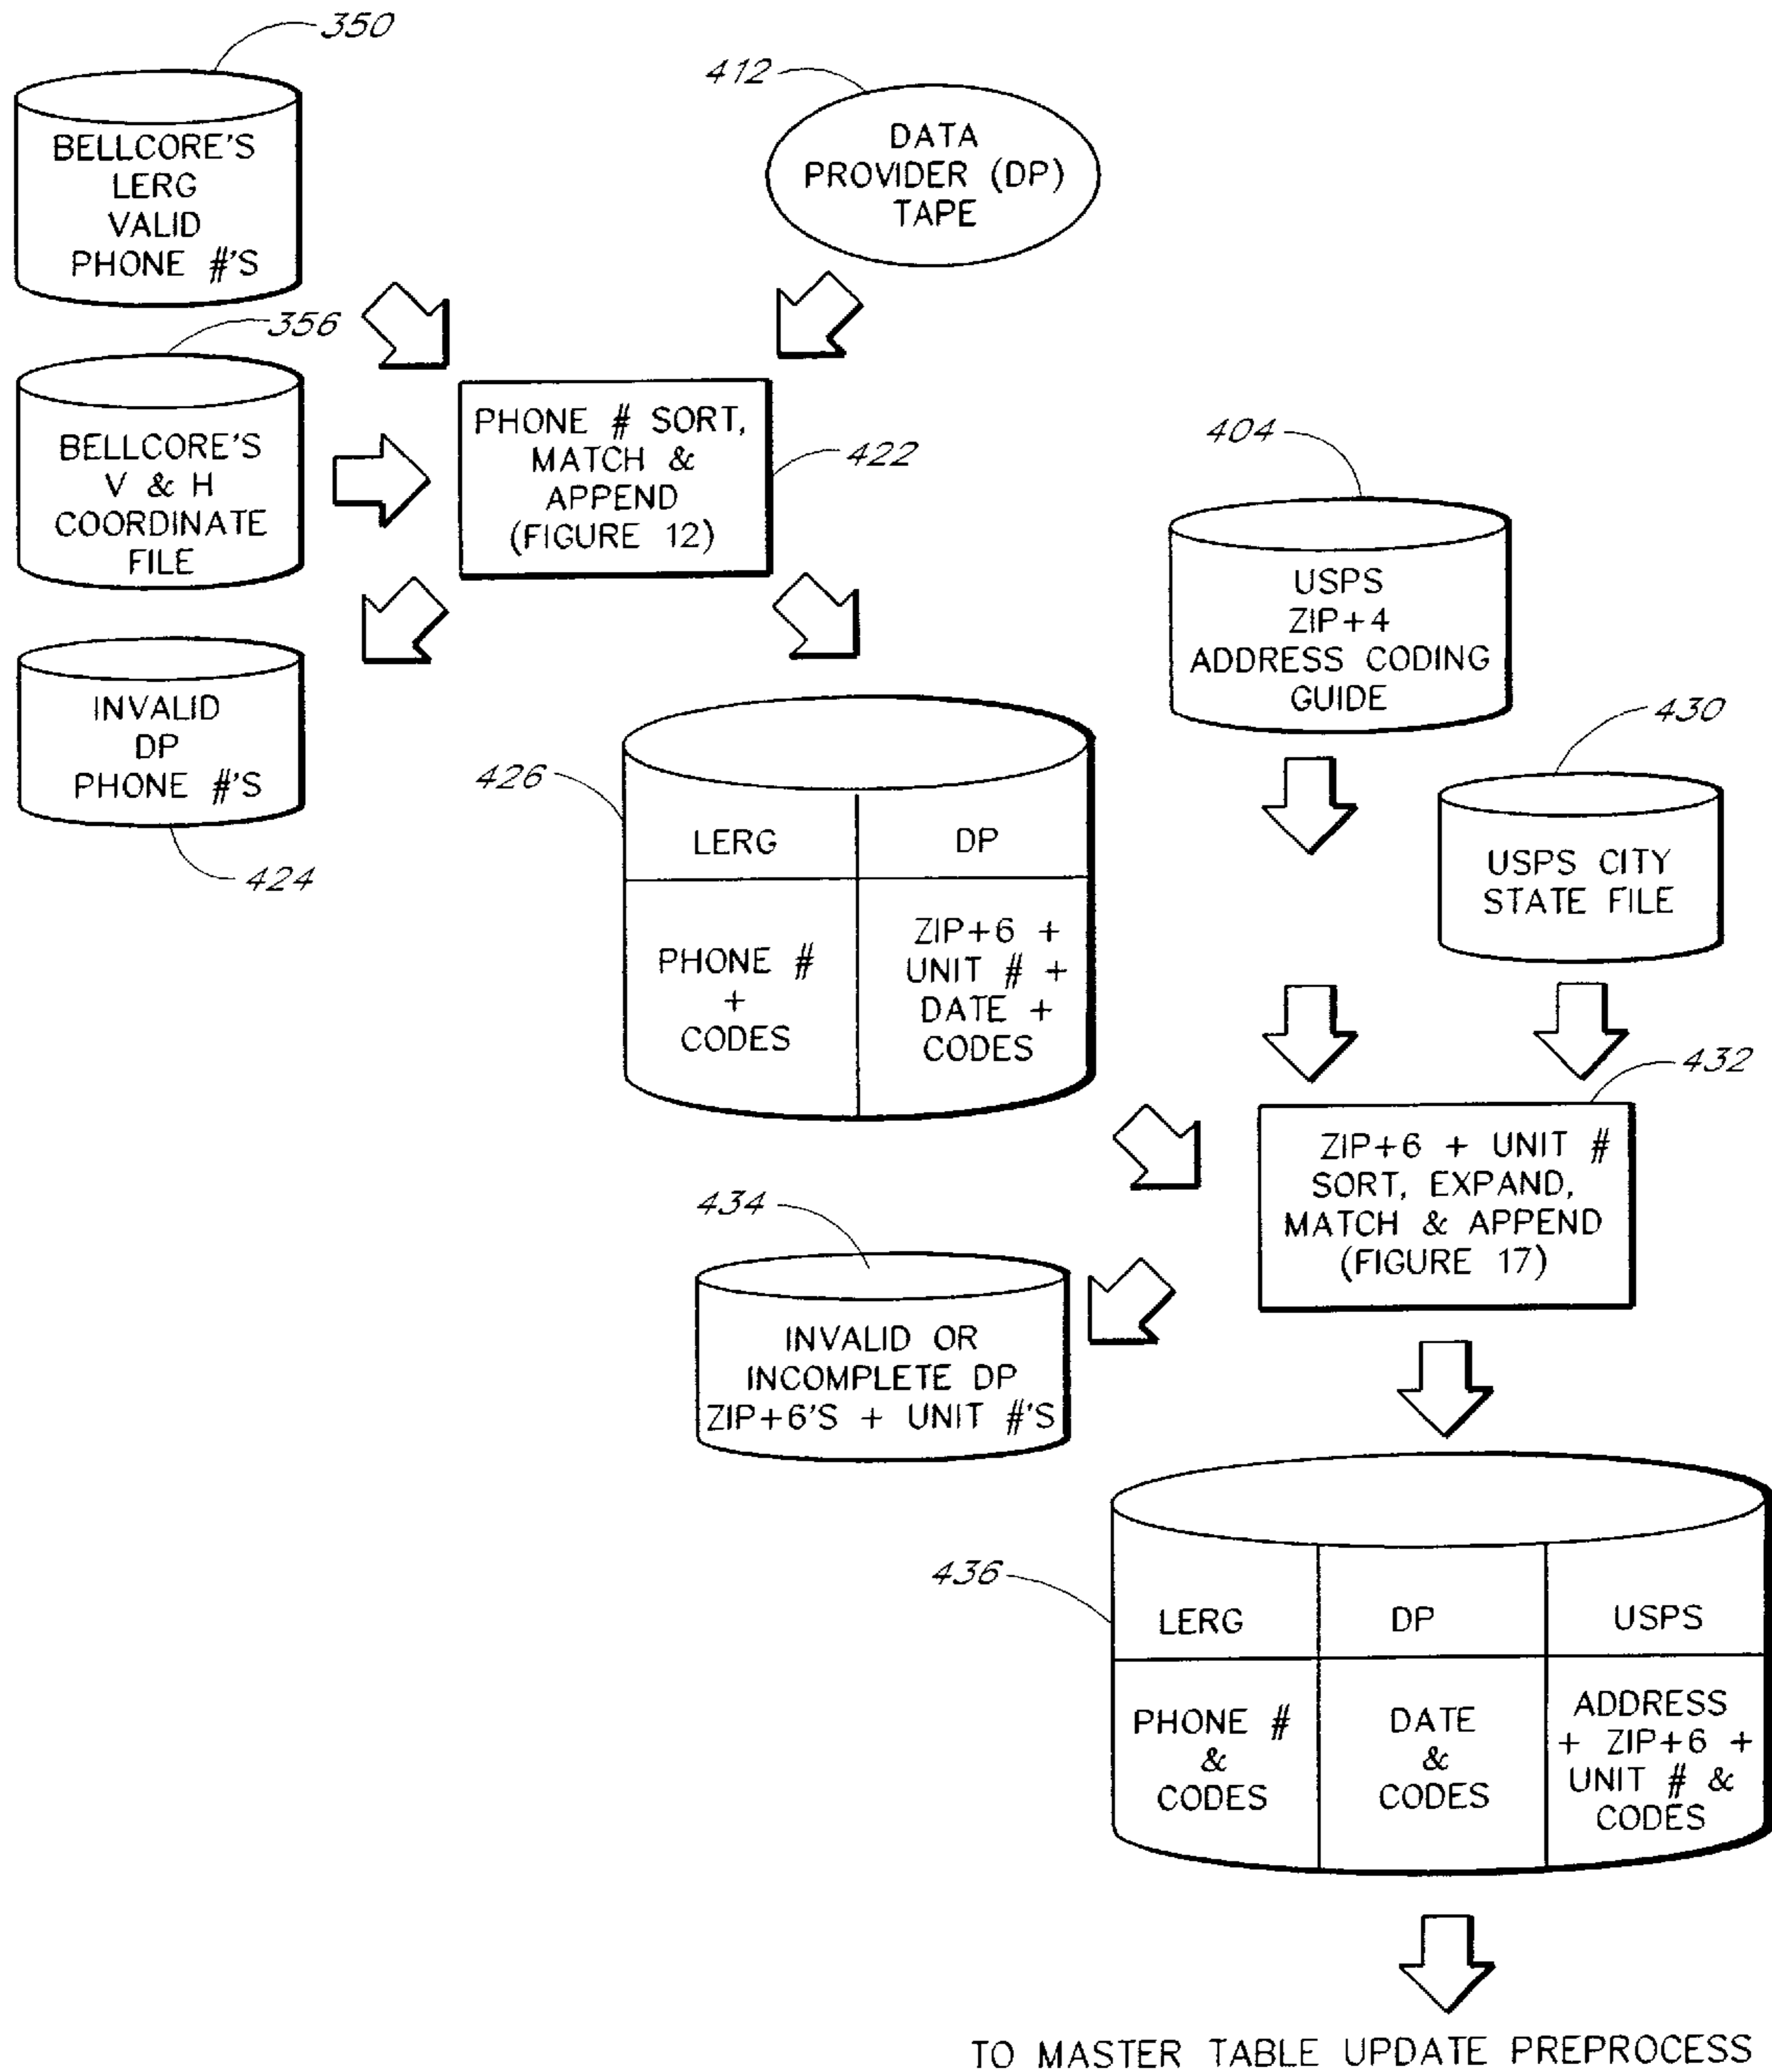 350
BELLCORE'S
LERG
VALID
PHONE #'S
412
DATA
PROVIDER (DP)
TAPE
356
BELLCORE'S
V & H
COORDINATE
FILE
PHONE # SORT,
MATCH &
APPEND
(FIGURE 12)
422
404
USPS
ZIP+4
ADDRESS CODING
GUIDE
INVALID
DP
PHONE #'S
424
426
LERG
DP
PHONE #
+
CODES
ZIP+6 +
UNIT # +
DATE +
CODES
430
USPS CITY
STATE FILE
432
ZIP+6 + UNIT #
SORT, EXPAND,
MATCH & APPEND
(FIGURE 17)
434
INVALID OR
INCOMPLETE DP
ZIP+6'S + UNIT #'S
436
LERG
DP
USPS
PHONE #
&
CODES
DATE
&
CODES
ADDRESS
+ ZIP+6 +
UNIT # &
CODES
TO MASTER TABLE UPDATE PREPROCESS